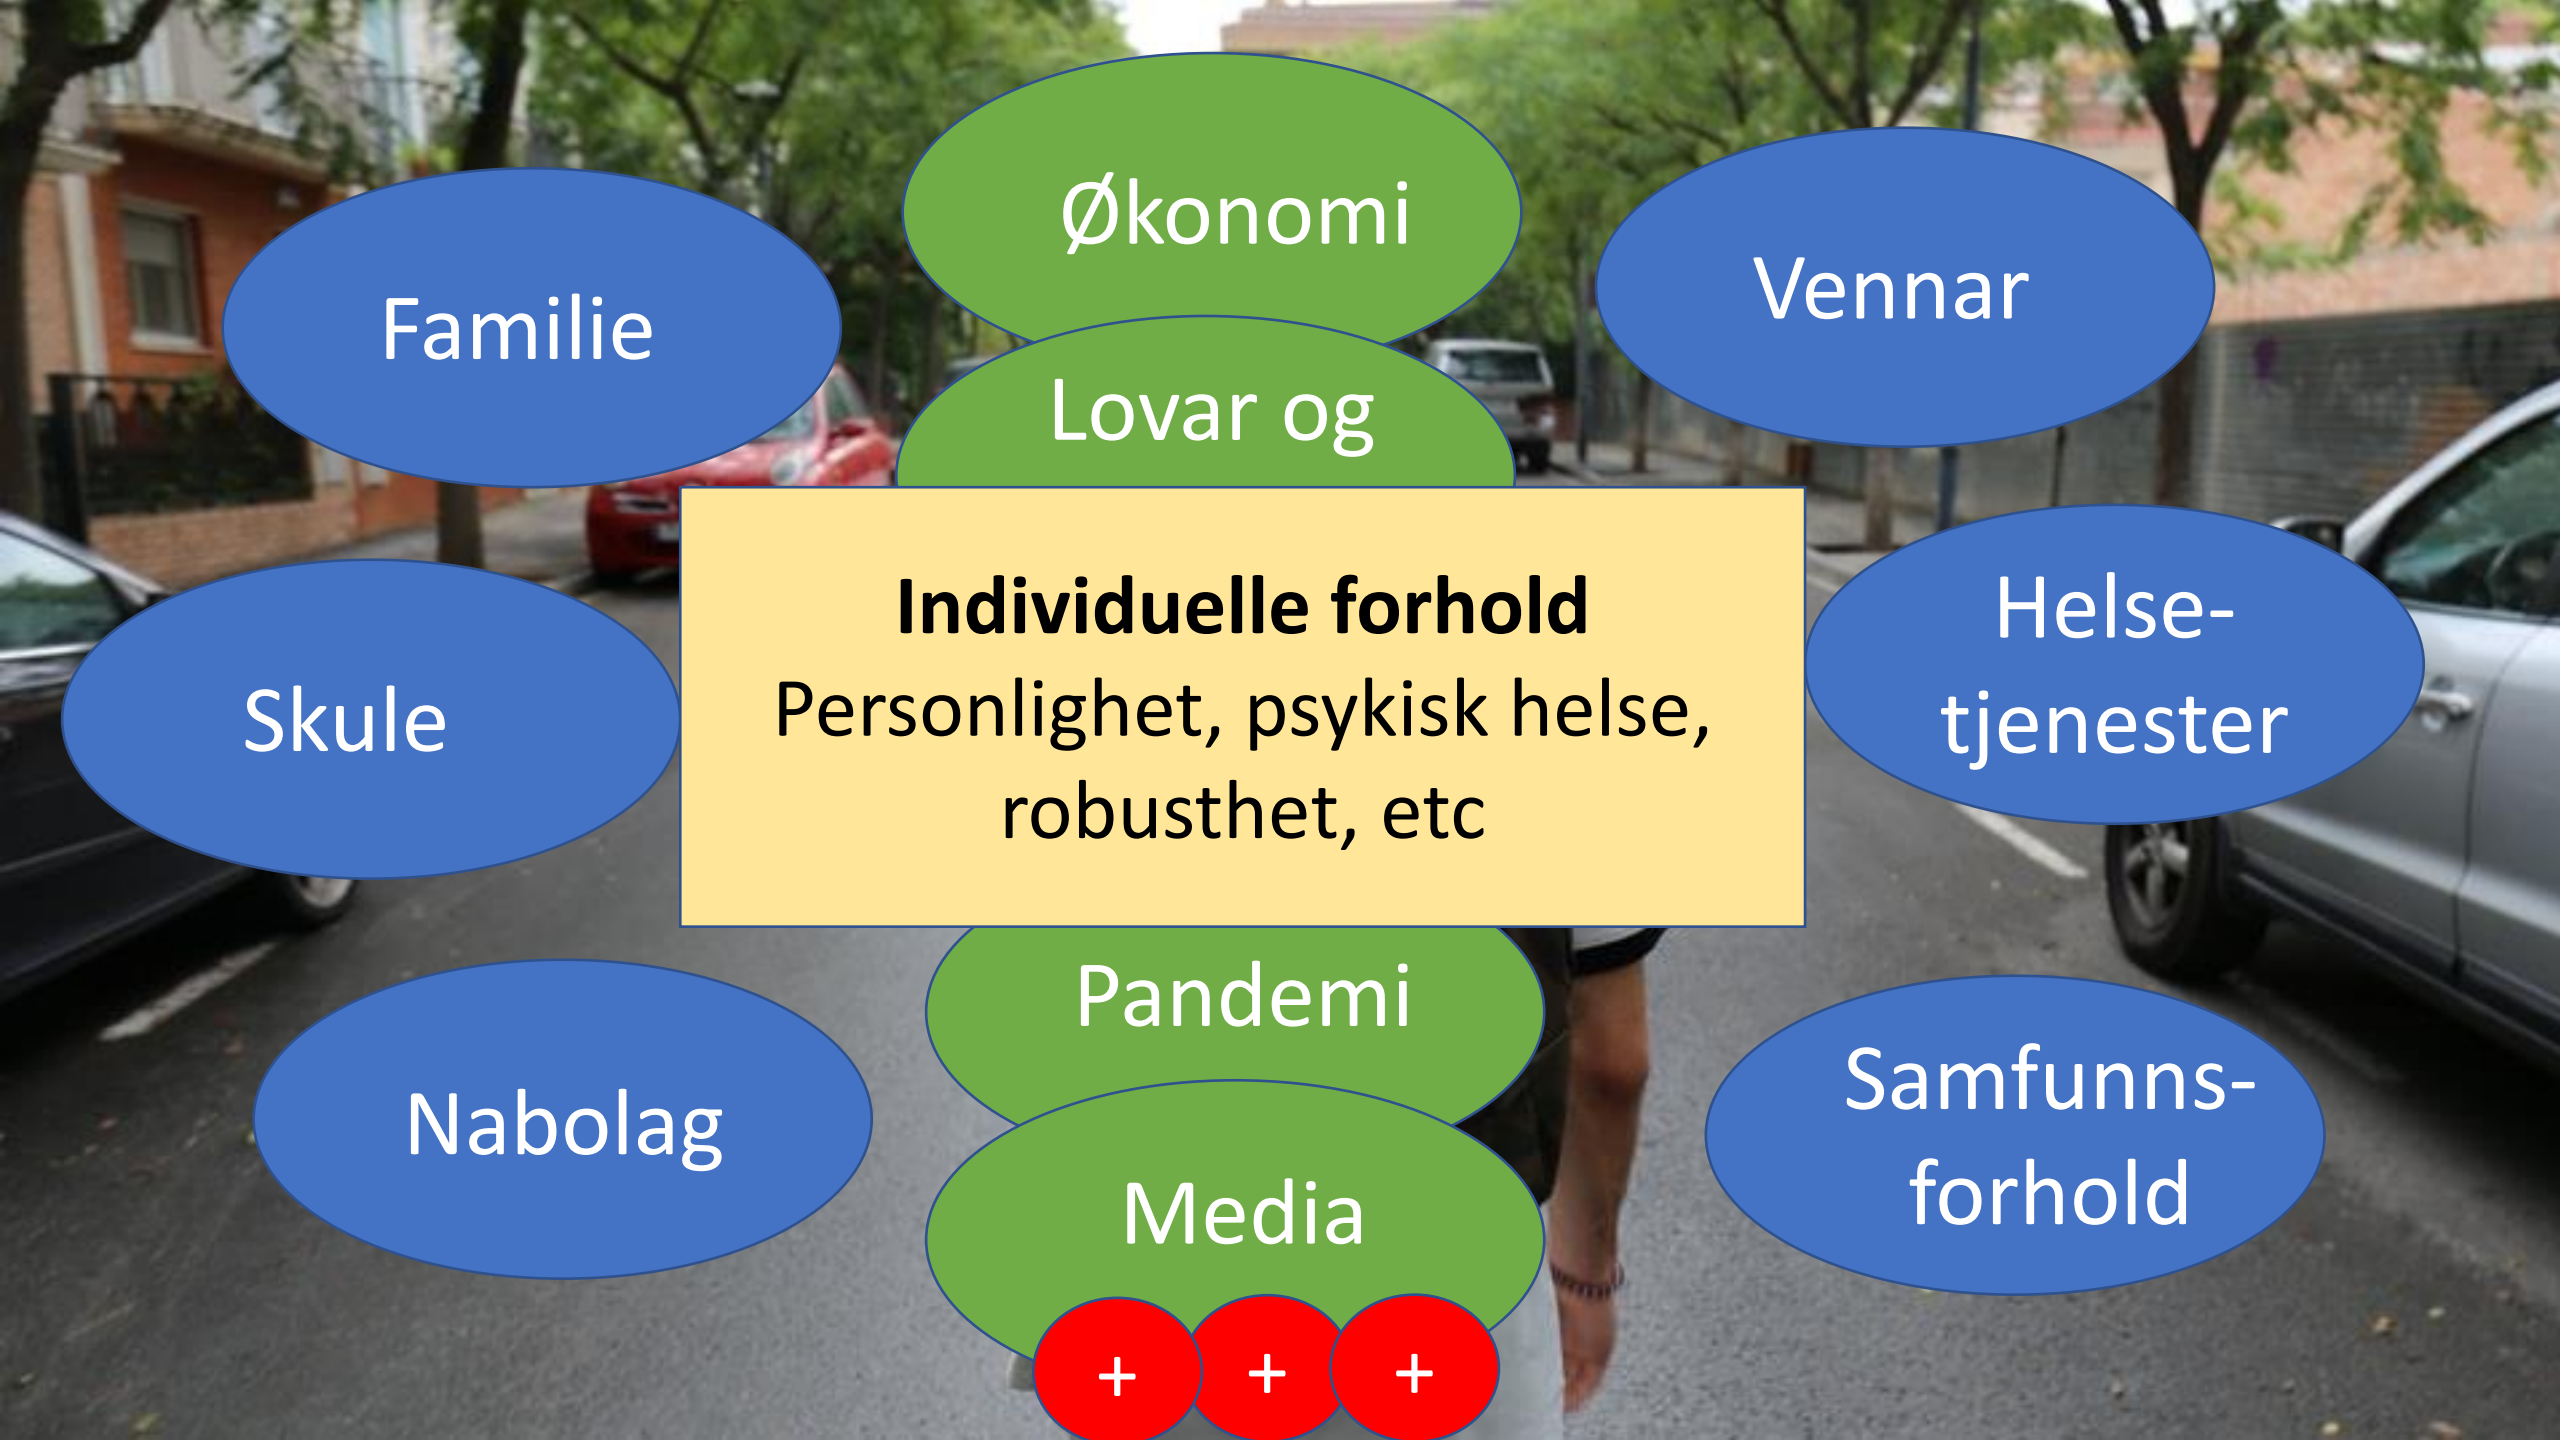 Økonomi
Vennar
Familie
Lovar og
Individuelle forhold
Personlighet, psykisk helse,
robusthet, etc
Helse-
tjenester
Skule
Pandemi
Samfunns-
forhold
Nabolag
Media
+ + +